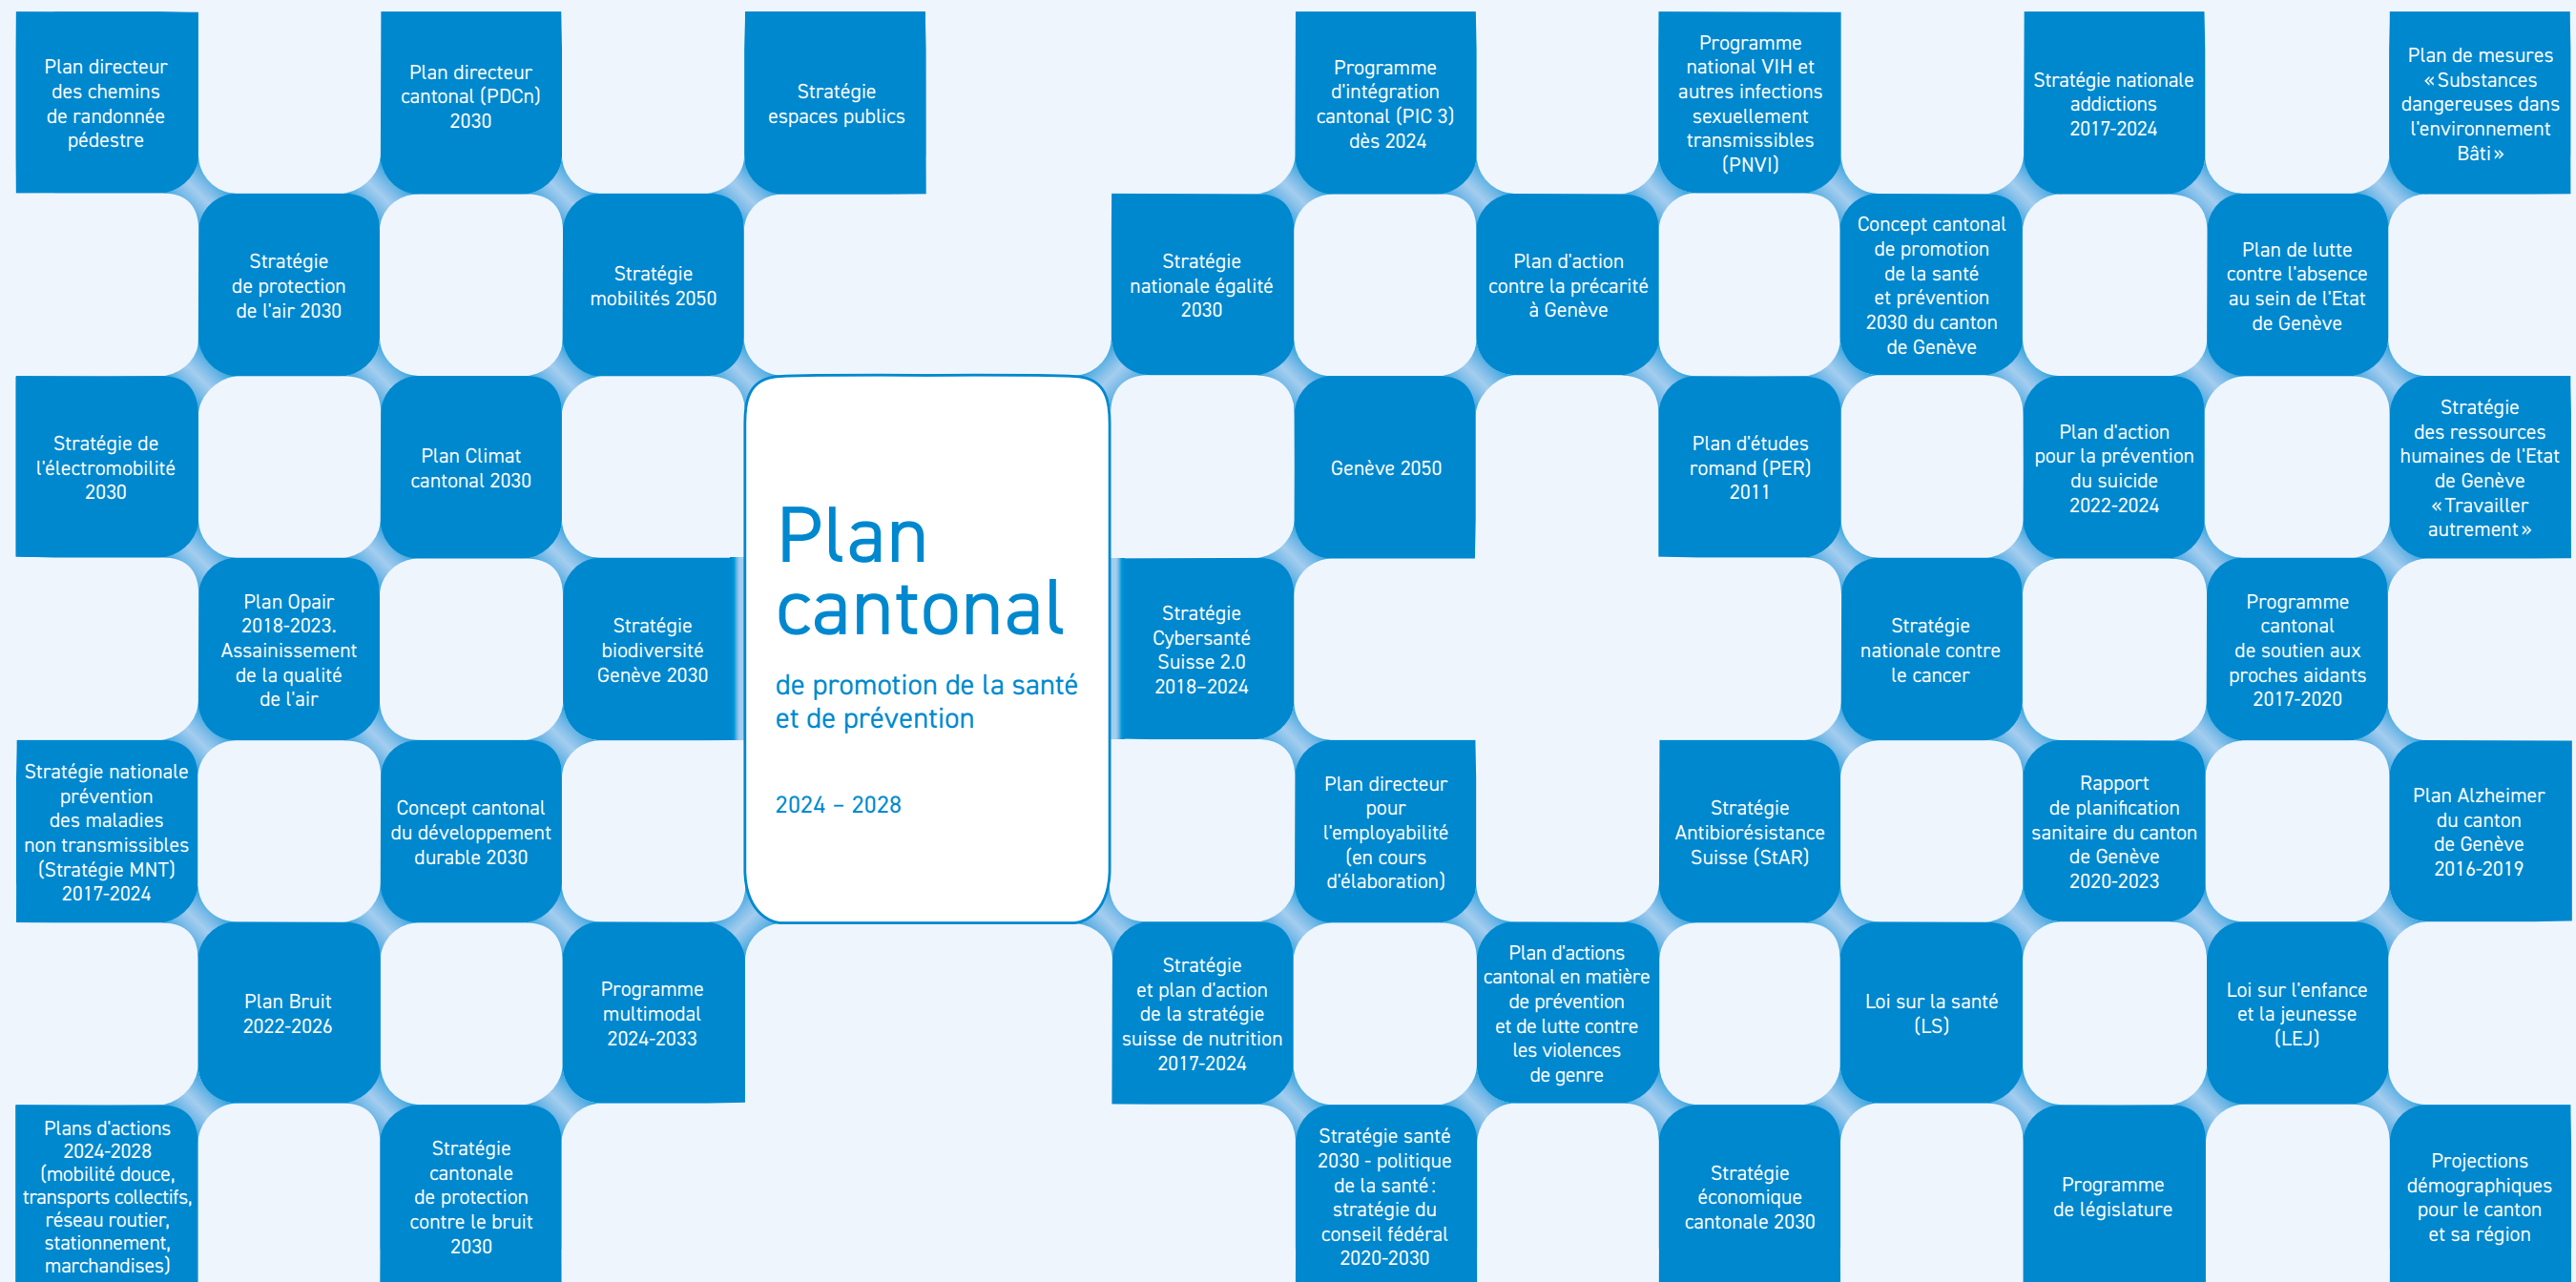 Plan directeur
des chemins
de randonnée
pédestre
Plan directeur
cantonal (PDCn)
2030
Stratégie
espaces publics
Programme
d'intégration
cantonal (PIC 3)
dès 2024
Programme
national VIH et
autres infections
sexuellement
transmissibles
(PNVI)
Stratégie nationale
addictions
2017-2024
Plan de mesures
«Substances
dangereuses dans
l'environnement
Bâti»
Stratégie
de protection
de l'air 2030
Stratégie
mobilités 2050
Stratégie
nationale égalité
2030
Plan d'action
contre la précarité
à Genève
Concept cantonal
de promotion
de la santé
et prévention
2030 du canton
de Genève
Plan de lutte
contre l'absence
au sein de l'Etat
de Genève
Stratégie de
l'électromobilité
2030
Plan Climat
cantonal 2030
Genève 2050
Plan d'études
romand (PER)
2011
Plan d'action
pour la prévention
du suicide
2022-2024
Stratégie
des ressources
humaines de l'Etat
de Genève
«Travailler
autrement»
Plan
cantonal
de promotion de la santé
et de prévention
2024 – 2028
Plan Opair
2018-2023.
Assainissement
de la qualité
de l'air
Stratégie
biodiversité
Genève 2030
Stratégie
Cybersanté
Suisse 2.0
2018–2024
Stratégie
nationale contre
le cancer
Programme
cantonal
de soutien aux
proches aidants
2017-2020
Stratégie nationale
prévention
des maladies
non transmissibles
(Stratégie MNT)
2017-2024
Concept cantonal
du développement
durable 2030
Plan directeur
pour
l'employabilité
(en cours
d'élaboration)
Stratégie
Antibiorésistance
Suisse (StAR)
Rapport
de planification
sanitaire du canton
de Genève
2020-2023
Plan Alzheimer
du canton
de Genève
2016-2019
Plan Bruit
2022-2026
Programme
multimodal
2024-2033
Stratégie
et plan d'action
de la stratégie
suisse de nutrition
2017-2024
Plan d'actions
cantonal en matière
de prévention
et de lutte contre
les violences
de genre
Loi sur la santé
(LS)
Loi sur l'enfance
et la jeunesse
(LEJ)
Plans d'actions
2024-2028
(mobilité douce,
transports collectifs,
réseau routier,
stationnement,
marchandises)
Stratégie
cantonale
de protection
contre le bruit
2030
Stratégie santé
2030 - politique
de la santé :
stratégie du
conseil fédéral
2020-2030
Stratégie
économique
cantonale 2030
Programme
de législature
Projections
démographiques
pour le canton
et sa région